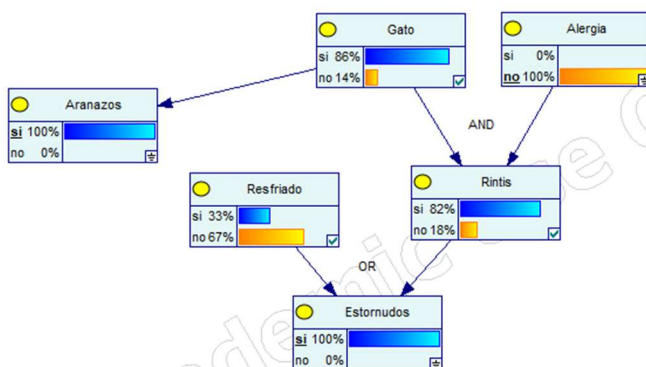 Gato
si 86%
no 14%
Alergia
si 0%
no 100%
Aranazos
si 100%
no 0%
AND
Resfriado
si 33%
no 67%
Rintis
si 82%
no 18%
OR
Estornudos
si 100%
no 0%